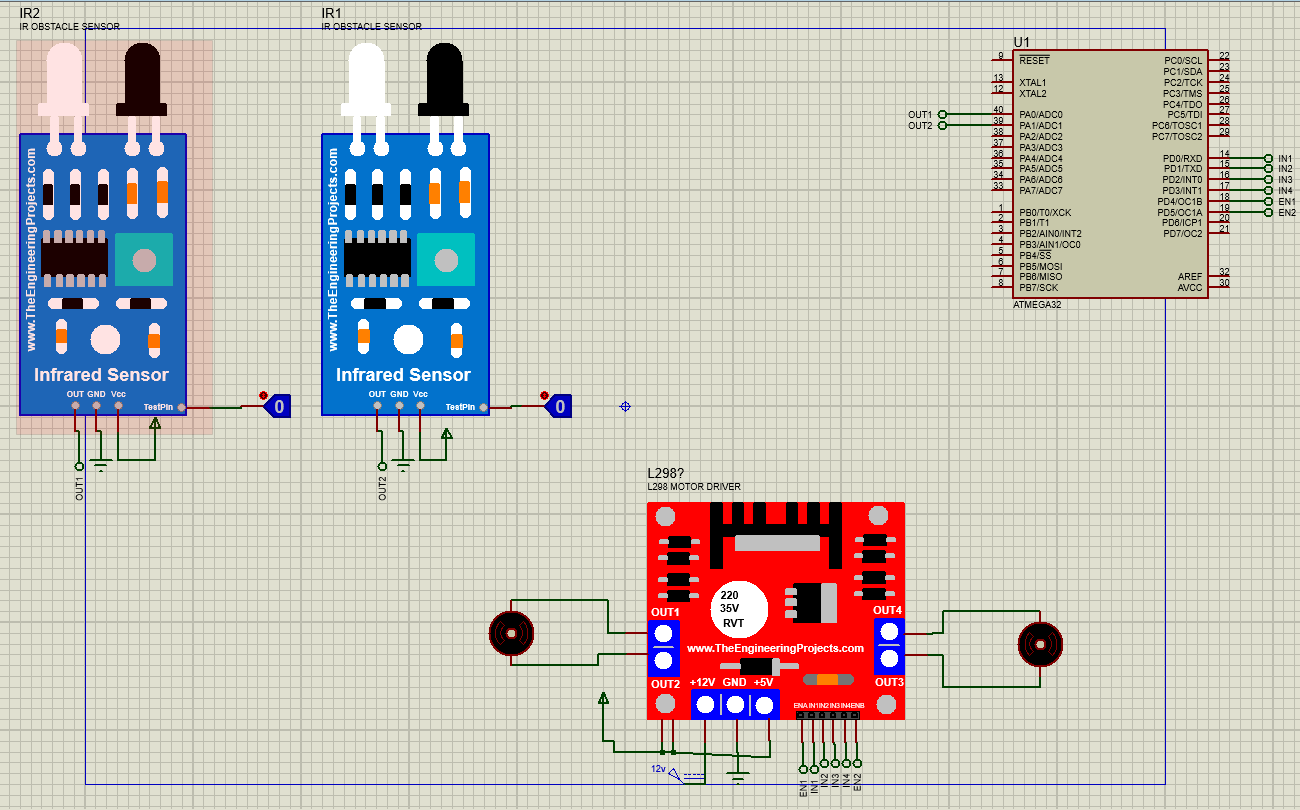 IR2
IR OBSTACLE SENSOR
www.TheEngineeringProjects.com
Infrared Sensor
OUT GND Vcc
TestPin
0
OUT1
IR1
IR OBSTACLE SENSOR
www.TheEngineeringProjects.com
Infrared Sensor
OUT GND Vcc
TestPin
0
OUT2
U1
9 RESET PC0/SCL 22
PC1/SDA 23
13 XTAL1 PC2/TCK 24
12 XTAL2 PC3/TMS 25
PC4/TDO 26
OUT1 40 PA0/ADC0 PC5/TDI 27
OUT2 39 PA1/ADC1 PC6/TOSC1 28
38 PA2/ADC2 PC7/TOSC2 29
37 PA3/ADC3
36 PA4/ADC4 PD0/RXD 14 IN1
35 PA5/ADC5 PD1/TXD 15 IN2
34 PA6/ADC6 PD2/INT0 16 IN3
33 PA7/ADC7 PD3/INT1 17 IN4
PD4/OC1B 18 EN1
1 PB0/T0/XCK PD5/OC1A 19 EN2
2 PB1/T1 PD6/ICP1 20
3 PB2/AIN0/INT2 PD7/OC2 21
4 PB3/AIN1/OC0
5 PB4/SS
6 PB5/MOSI
7 PB6/MISO AREF 32
8 PB7/SCK AVCC 30
ATMEGA32
L298?
L298 MOTOR DRIVER
220
35V
RVT
OUT1 OUT4
www.TheEngineeringProjects.com
OUT2 +12V GND +5V OUT3
ENA IN1 IN2 IN3 IN4 ENB
12v
EN1 IN1 IN2 IN3 IN4 EN2